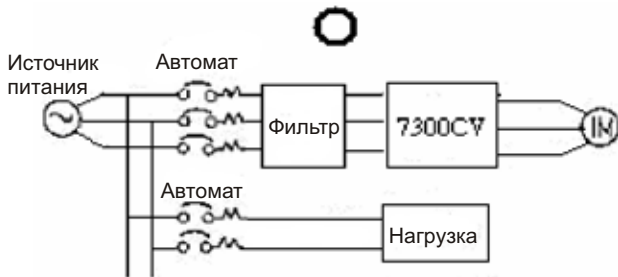 Источник
питания
Автомат
Фильтр
7300CV
IM
Автомат
Нагрузка